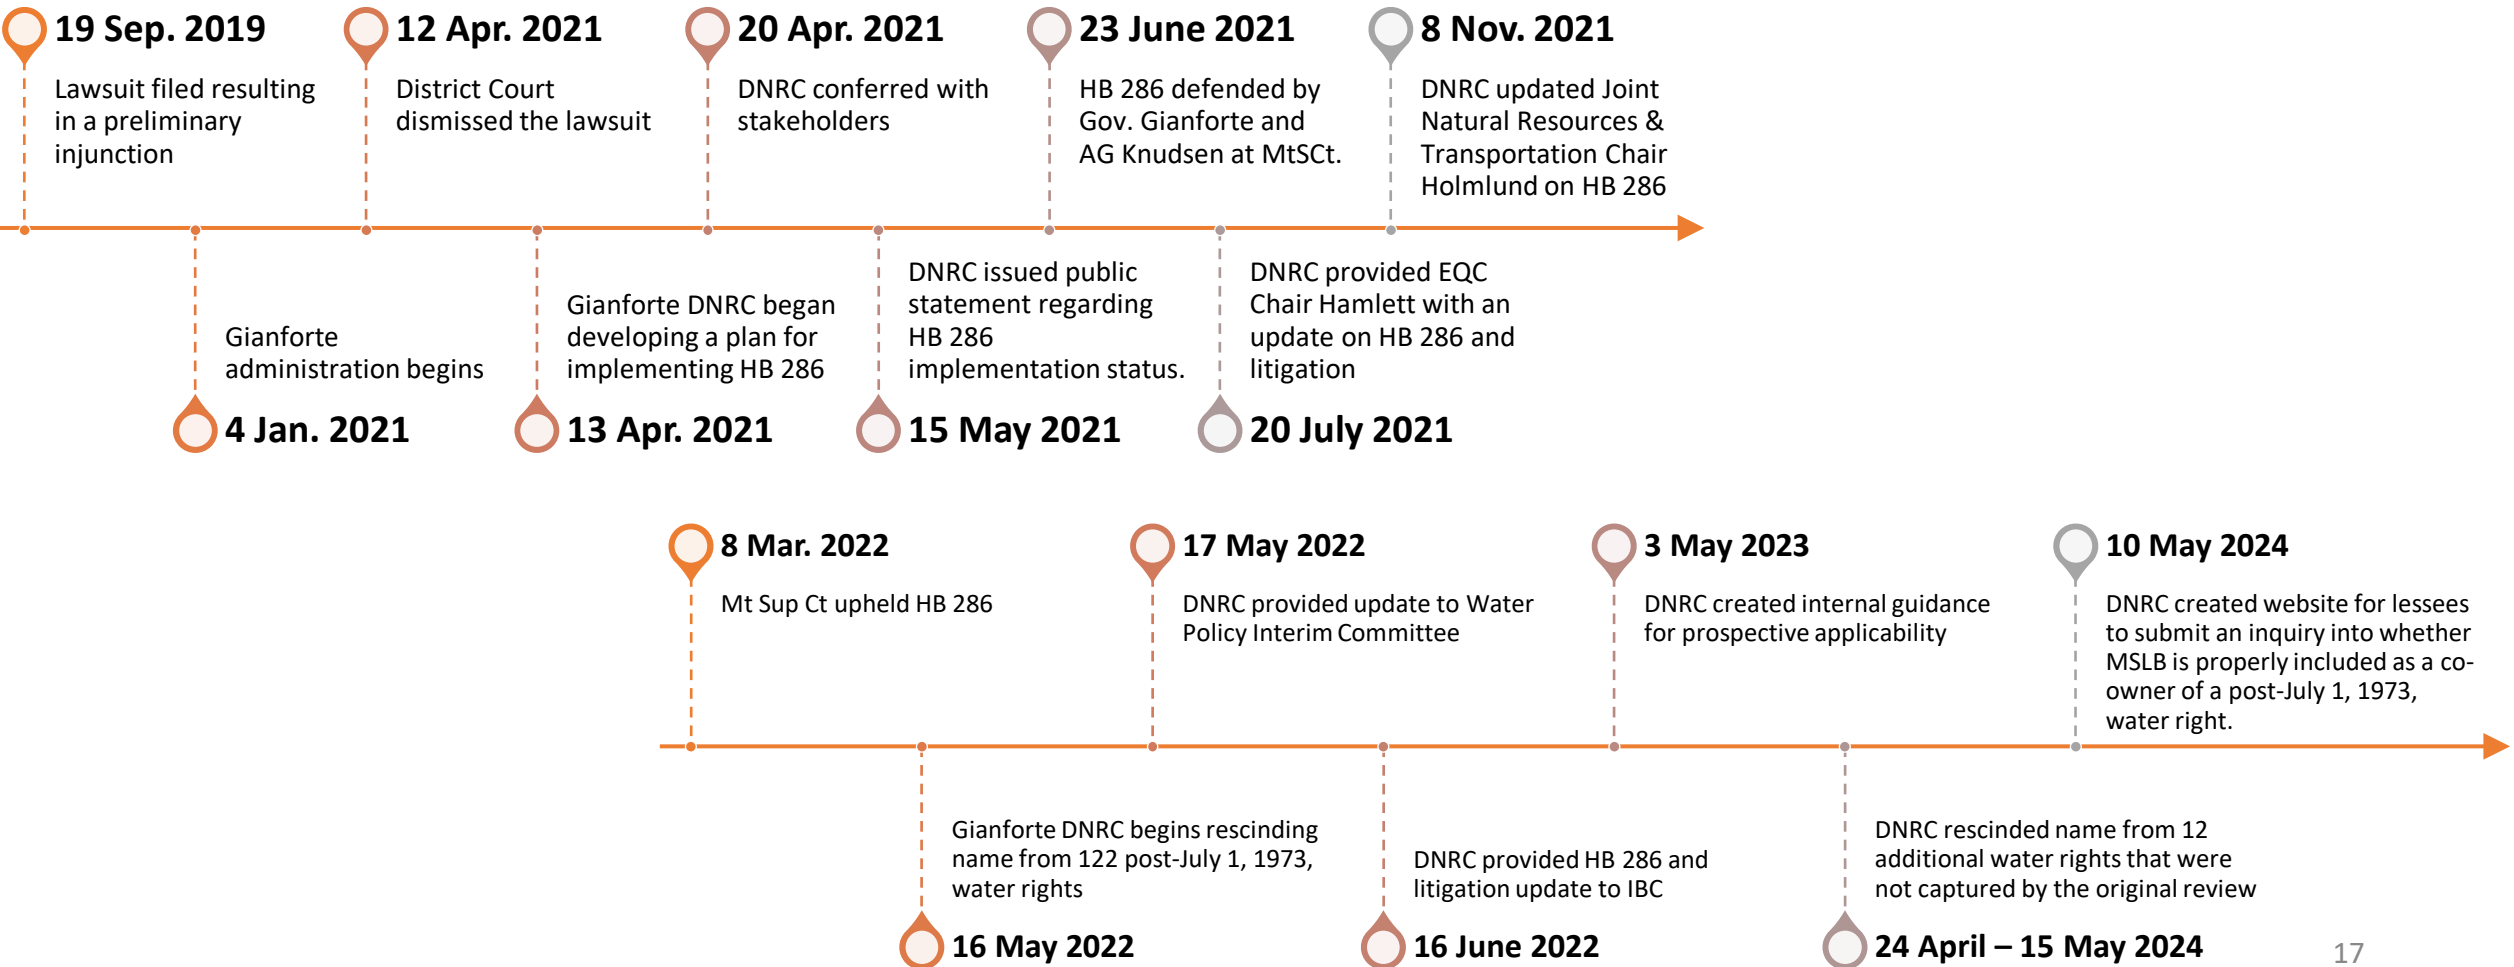 19 Sep. 2019
Lawsuit filed resulting
in a preliminary
injunction
12 Apr. 2021
District Court
dismissed the lawsuit
20 Apr. 2021
DNRC conferred with
stakeholders
23 June 2021
HB 286 defended by
Gov. Gianforte and
AG Knudsen at MtSCt.
8 Nov. 2021
DNRC updated Joint
Natural Resources &
Transportation Chair
Holmlund on HB 286
Gianforte
administration begins
4 Jan. 2021
Gianforte DNRC began
developing a plan for
implementing HB 286
13 Apr. 2021
DNRC issued public
statement regarding
HB 286
implementation status.
15 May 2021
DNRC provided EQC
Chair Hamlett with an
update on HB 286 and
litigation
20 July 2021
8 Mar. 2022
Mt Sup Ct upheld HB 286
17 May 2022
DNRC provided update to Water
Policy Interim Committee
3 May 2023
DNRC created internal guidance
for prospective applicability
10 May 2024
DNRC created website for lessees
to submit an inquiry into whether
MSLB is properly included as a co-
owner of a post-July 1, 1973,
water right.
Gianforte DNRC begins rescinding
name from 122 post-July 1, 1973,
water rights
16 May 2022
DNRC provided HB 286 and
litigation update to IBC
16 June 2022
DNRC rescinded name from 12
additional water rights that were
not captured by the original review
24 April – 15 May 2024
17